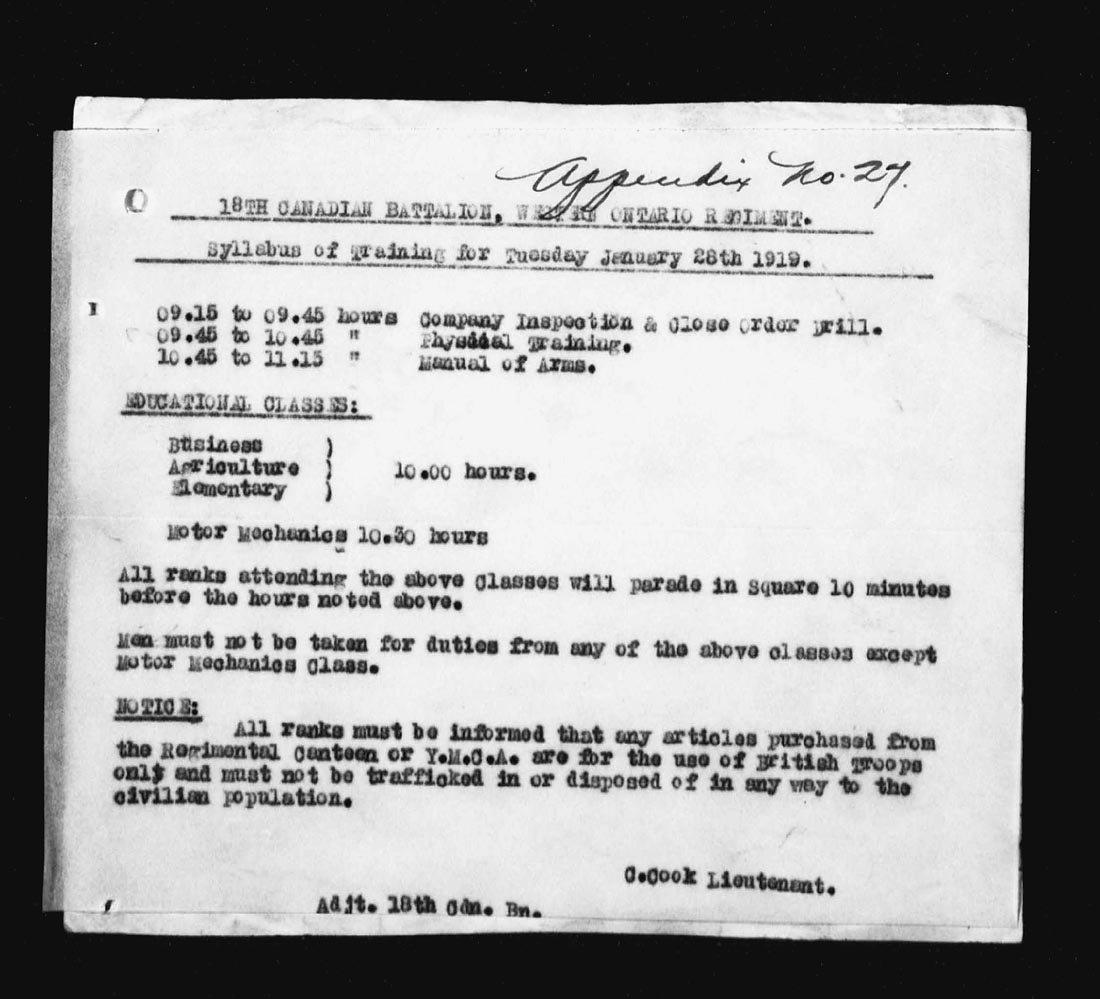 Appendix No. 27.
18TH CANADIAN BATTALION, WESTERN ONTARIO REGIMENT.
Syllabus of Training for Tuesday January 28th 1919.
09.15 to 09.45 hours Company Inspection & Close Order Drill.
09.45 to 10.45 " Physical Training.
10.45 to 11.15 " Manual of Arms.
EDUCATIONAL CLASSES:
Business )
Agriculture ) 10.00 hours.
Elementary )
Motor Mechanics 10.30 hours
All ranks attending the above Classes will parade in Square 10 minutes
before the hours noted above.
Men must not be taken for duties from any of the above classes except
Motor Mechanics Class.
NOTICE:
All ranks must be informed that any articles purchased from
the Regimental Canteen or Y.M.C.A. are for the use of British Troops
only and must not be trafficked in or disposed of in any way to the
civilian population.
C.Cook Lieutenant.
Adjt. 18th Cdn. Bn.